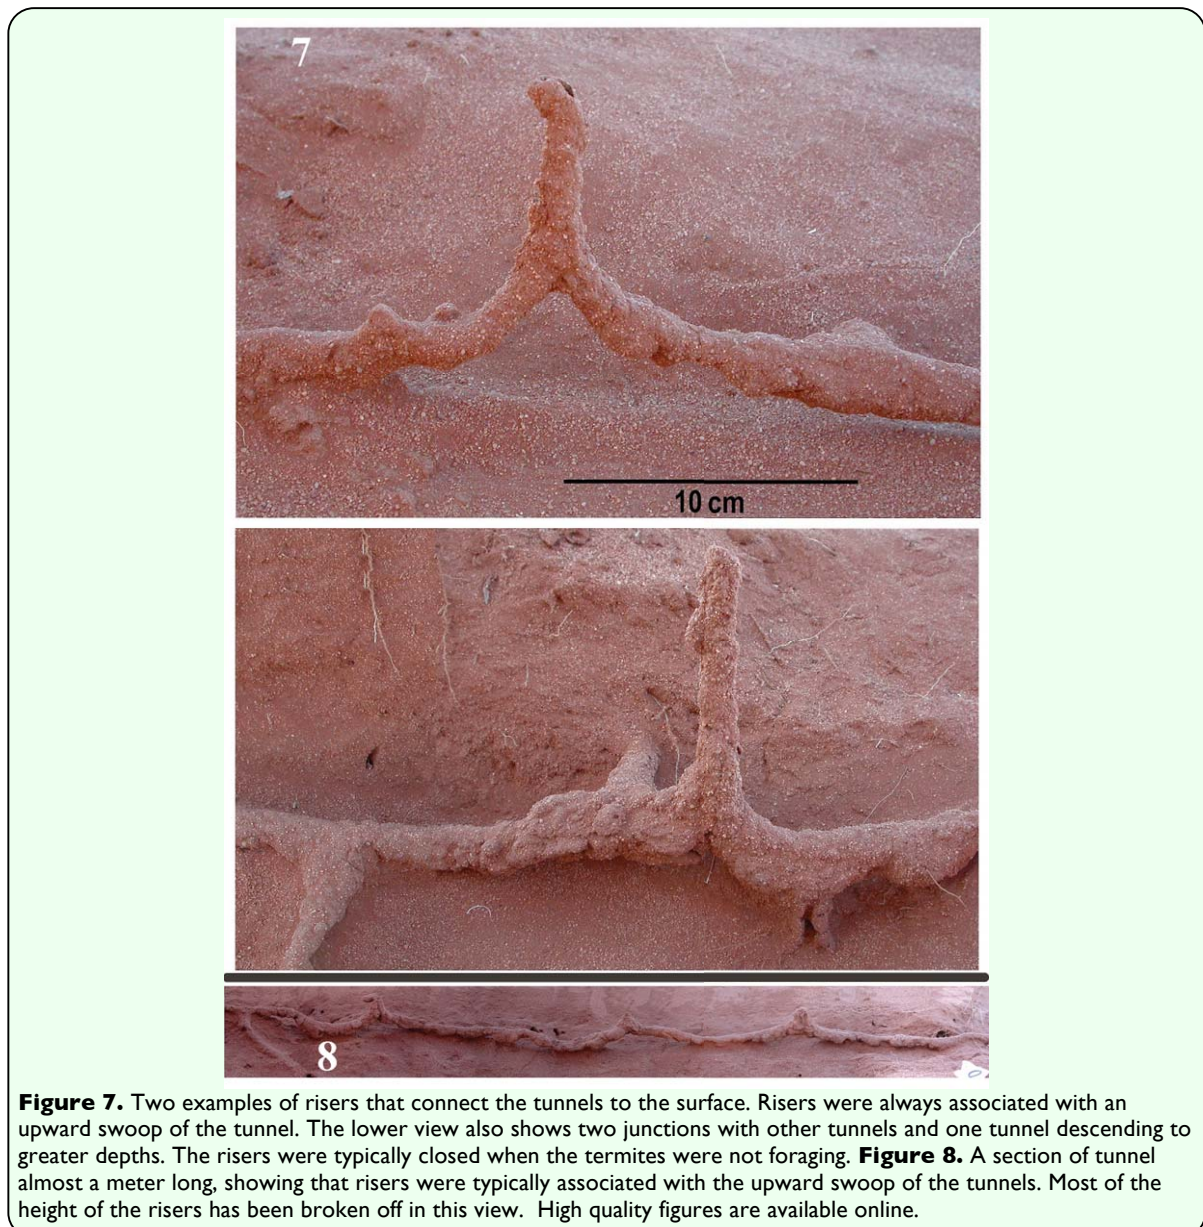 7
10 cm
8
Figure 7. Two examples of risers that connect the tunnels to the surface. Risers were always associated with an
upward swoop of the tunnel. The lower view also shows two junctions with other tunnels and one tunnel descending to
greater depths. The risers were typically closed when the termites were not foraging. Figure 8. A section of tunnel
almost a meter long, showing that risers were typically associated with the upward swoop of the tunnels. Most of the
height of the risers has been broken off in this view. High quality figures are available online.